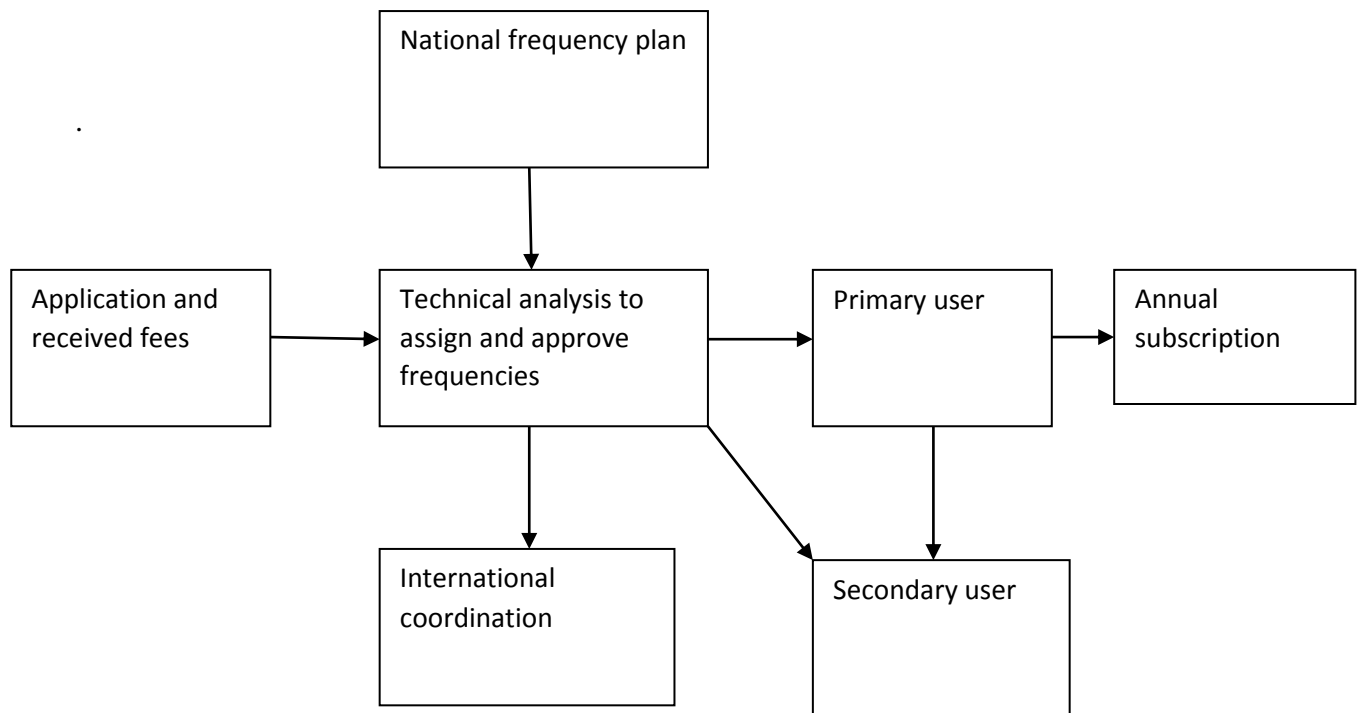 National frequency plan
.
Application and
received fees
Technical analysis to
assign and approve
frequencies
Primary user
Annual
subscription
International
coordination
Secondary user